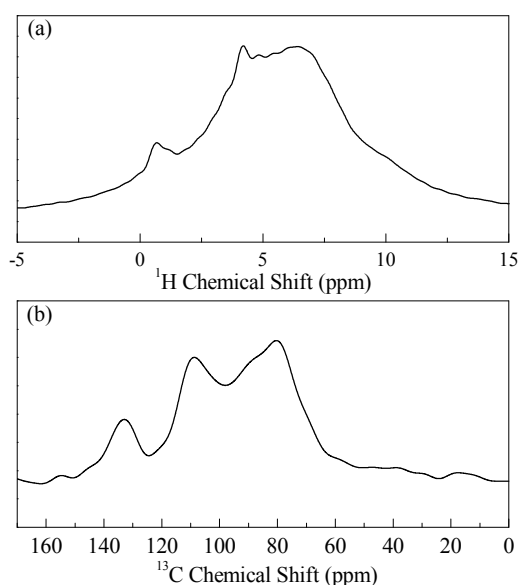 (a)
-5 0 5 10 15
¹H Chemical Shift (ppm)
(b)
160 140 120 100 80 60 40 20 0
¹³C Chemical Shift (ppm)